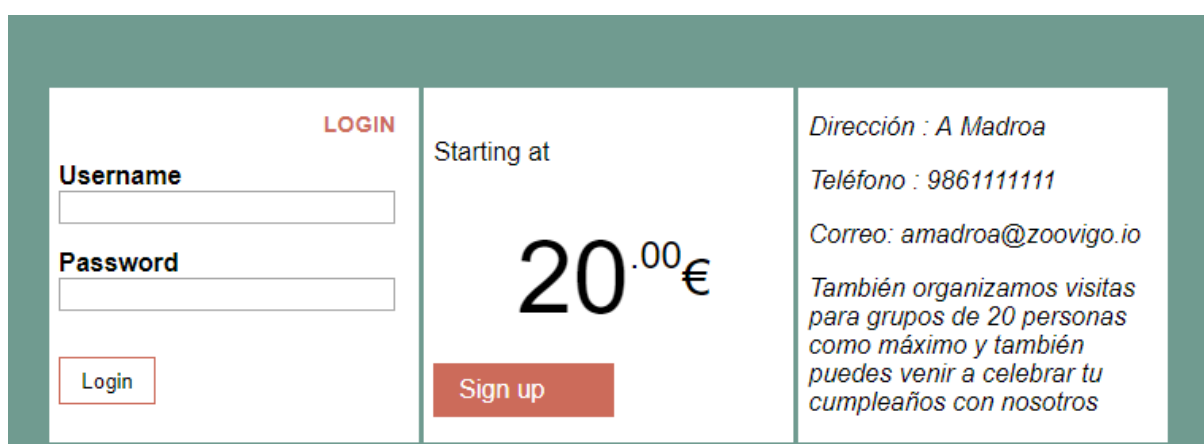 LOGIN
Username
Password
Login
Starting at
20.00€
Sign up
Dirección : A Madroa
Teléfono : 9861111111
Correo: amadroa@zoovigo.io
También organizamos visitas
para grupos de 20 personas
como máximo y también
puedes venir a celebrar tu
cumpleaños con nosotros